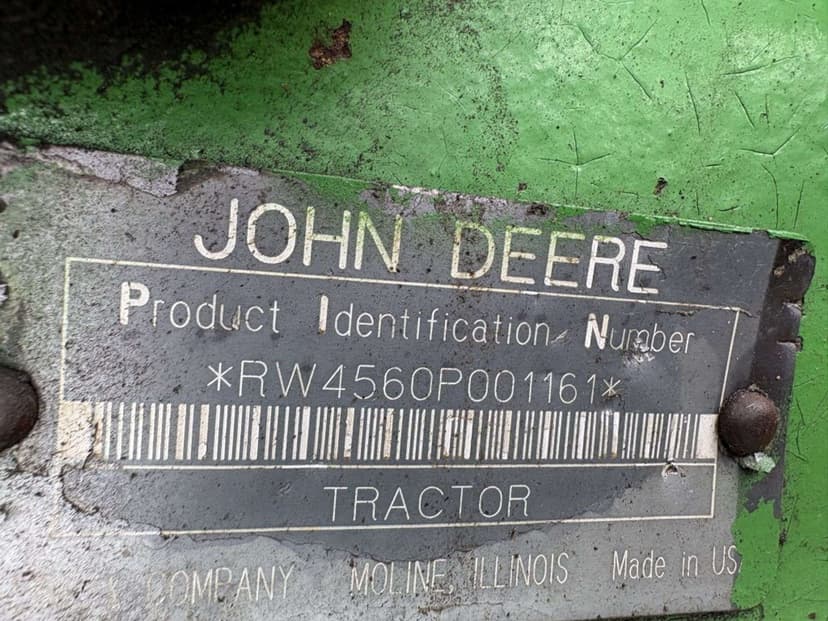 JOHN DEERE
Product Identification Number
*RW4560P001161*
TRACTOR
COMPANY MOLINE, ILLINOIS Made in US